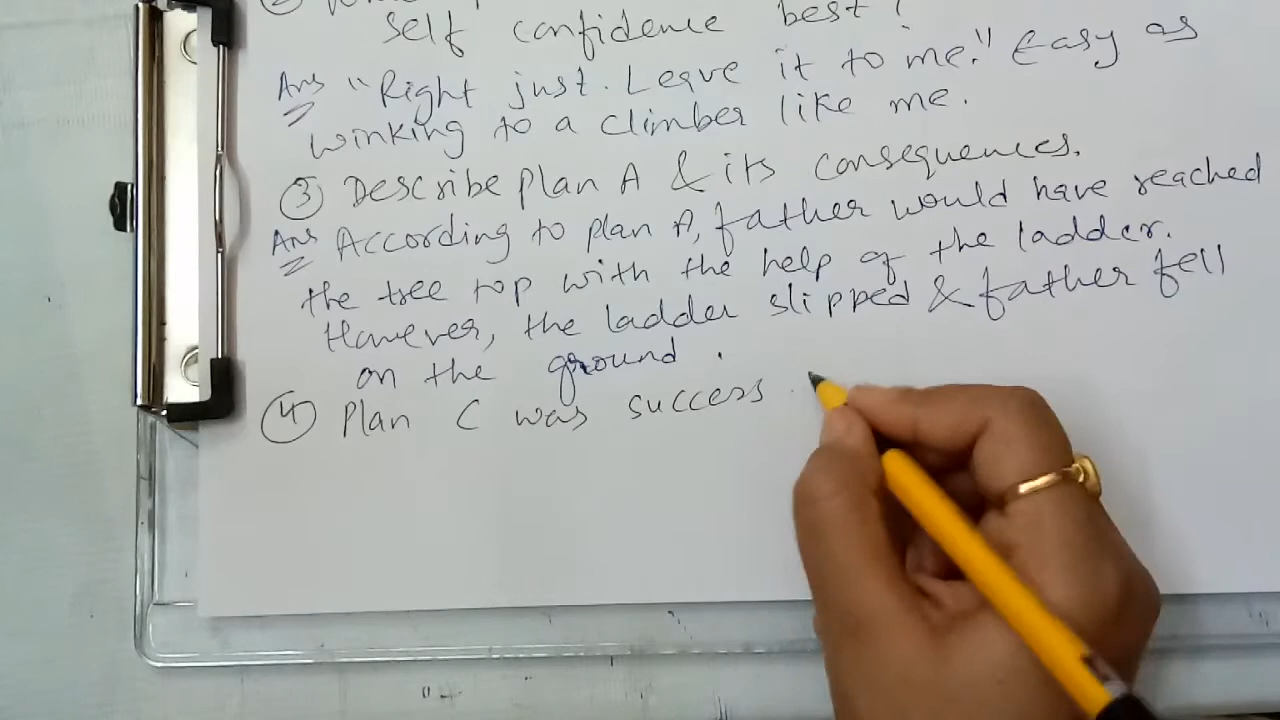 ②
self confidence best?
Ans "Right just. Leave it to me." Easy as
winking to a climber like me.
③ Describe plan A & its consequences.
Ans According to plan A, father would have reached
the tree top with the help of the ladder.
However, the ladder slipped & father fell
on the ground.
④ Plan C was success.